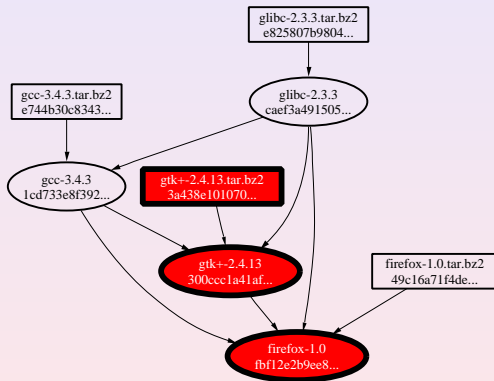 glibc-2.3.3.tar.bz2
e825807b9804...
gcc-3.4.3.tar.bz2
e744b30c8343...
glibc-2.3.3
caef3a491505...
gcc-3.4.3
1cd733e8f392...
gtk+-2.4.13.tar.bz2
3a438e101070...
gtk+-2.4.13
300ccc1a41af...
firefox-1.0.tar.bz2
49c16a71f4de...
firefox-1.0
fbf12e2b9ee8...